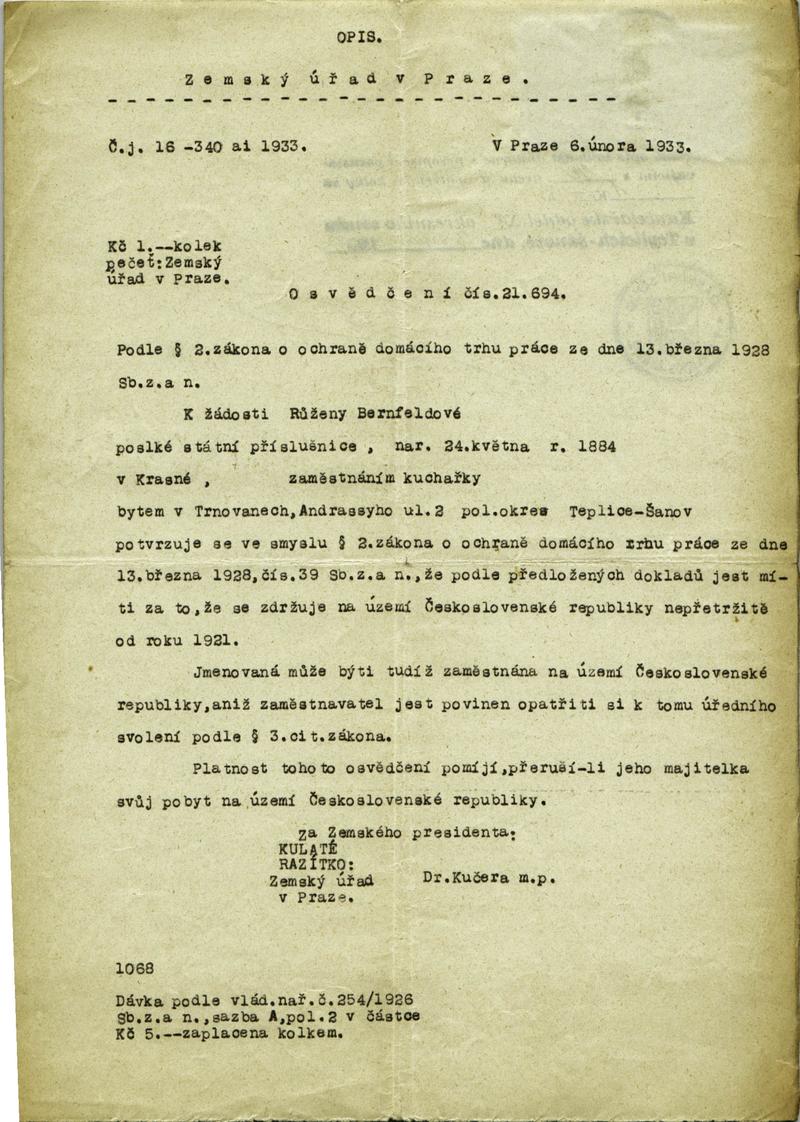 OPIS.
Zemský úřad v Praze.
Č.j. 16 -340 ai 1933.
V Praze 6.února 1933.
Kč 1.--kolek
pečeť:Zemský
úřad v Praze.
Osvědčení čís.21.694.
Podle § 2.zákona o ochraně domácího trhu práce ze dne 13.března 1928
Sb.z.a n.
K žádosti Růženy Bernfeldové
poslké státní příslušnice , nar. 24.května r. 1884
v Krasné , zaměstnáním kuchařky
bytem v Trnovanech,Andrassyho ul.2 pol.okres Teplice-Šanov
potvrzuje se ve smyslu § 2.zákona o ochraně domácího trhu práce ze dne
13.března 1928,čís.39 Sb.z.a n.,že podle předložených dokladů jest mí-
ti za to,že se zdržuje na území Československé republiky nepřetržitě
od roku 1921.
Jmenovaná může býti tudíž zaměstnána na území Československé
republiky,aniž zaměstnavatel jest povinen opatřiti si k tomu úředního
svolení podle § 3.cit.zákona.
Platnost tohoto osvědčení pomíjí,přeruší-li jeho majitelka
svůj pobyt na území Československé republiky.
za Zemského presidenta:
KULATÉ
RAZÍTKO:
Zemský úřad
v Praze.
Dr.Kučera m.p.
1068
Dávka podle vlád.nař.č.254/1926
Sb.z.a n.,sazba A,pol.2 v částce
Kč 5.--zaplacena kolkem.